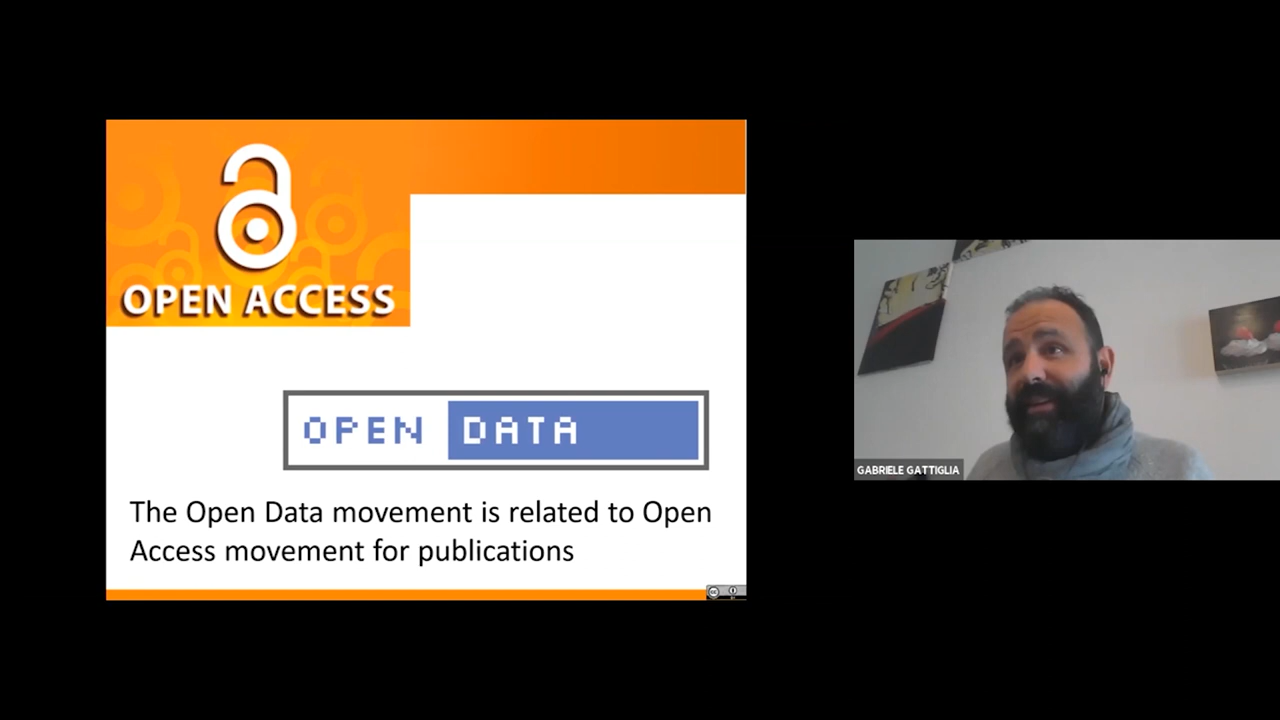 OPEN ACCESS
OPEN DATA
The Open Data movement is related to Open
Access movement for publications
GABRIELE GATTIGLIA